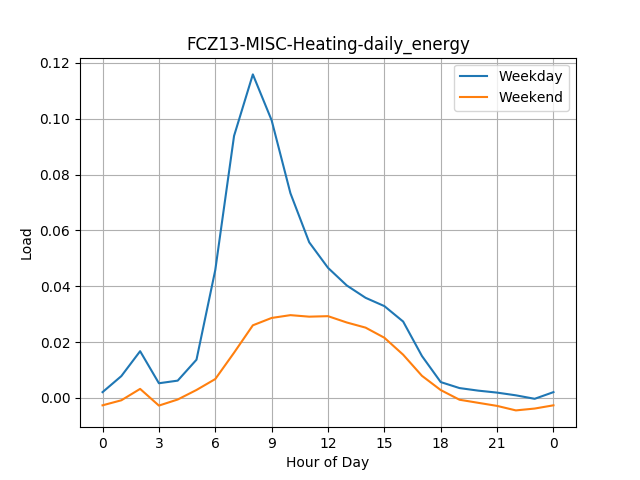 FCZ13-MISC-Heating-daily_energy
Weekday
Weekend
Load
0.12
0.10
0.08
0.06
0.04
0.02
0.00
0 3 6 9 12 15 18 21 0
Hour of Day